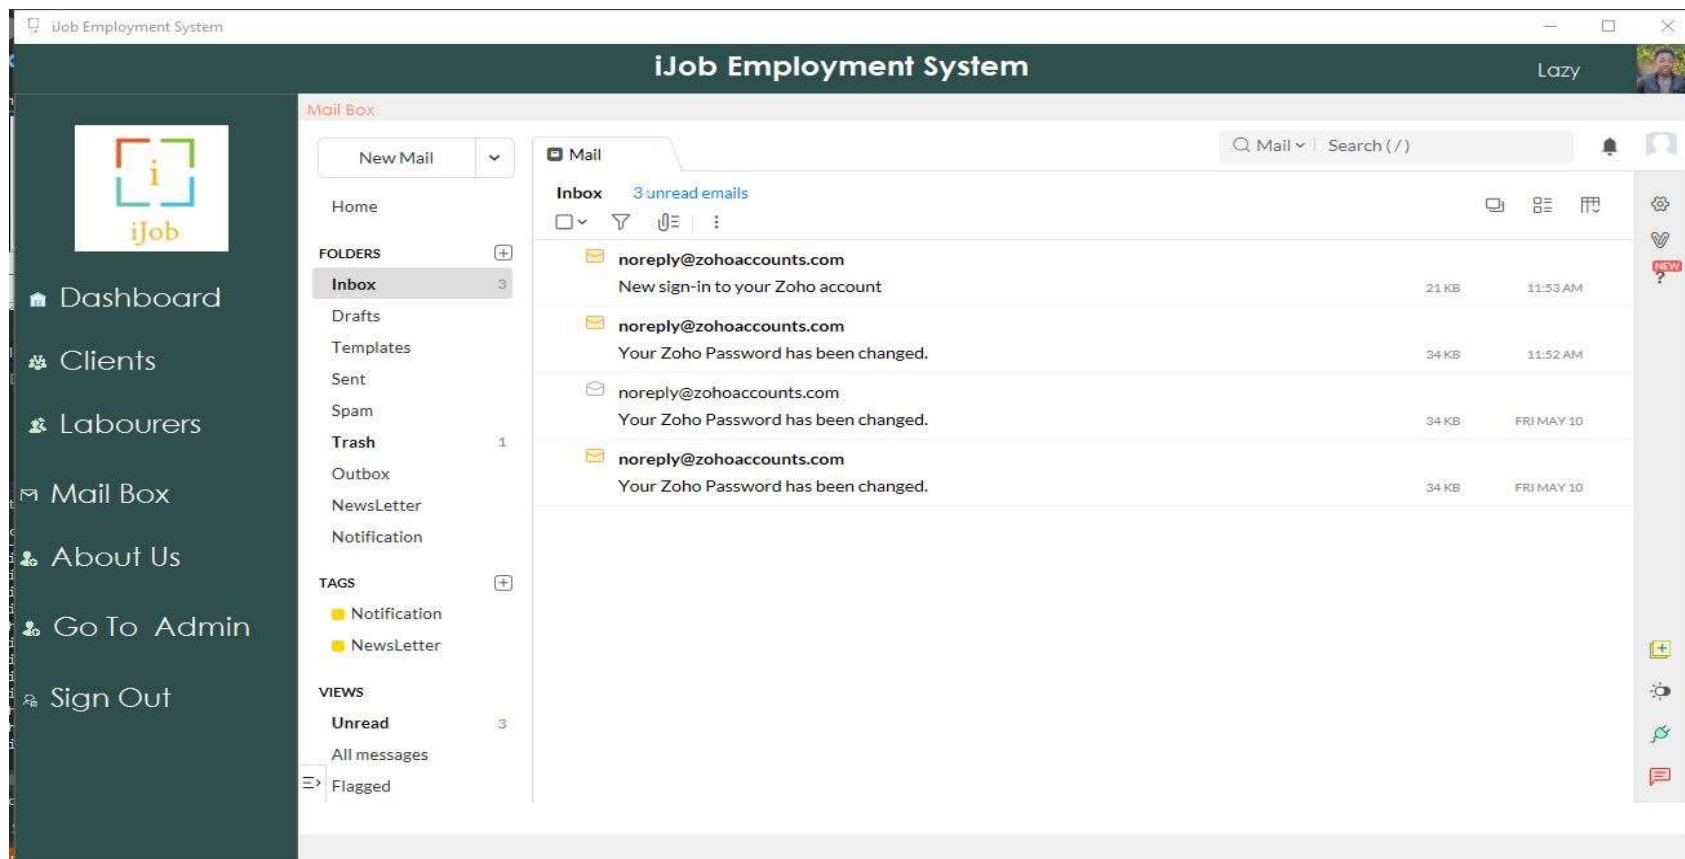 iJob Employment System
iJob Employment System
Lazy
i
iJob
Dashboard
Clients
Labourers
Mail Box
About Us
Go To Admin
Sign Out
Mail Box
New Mail
Home
FOLDERS
Inbox 3
Drafts
Templates
Sent
Spam
Trash 1
Outbox
NewsLetter
Notification
TAGS
Notification
NewsLetter
VIEWS
Unread 3
All messages
Flagged
Mail
Mail Search ( / )
Inbox 3 unread emails
noreply@zohoaccounts.com
New sign-in to your Zoho account 21 KB 11:53 AM
noreply@zohoaccounts.com
Your Zoho Password has been changed. 34 KB 11:52 AM
noreply@zohoaccounts.com
Your Zoho Password has been changed. 34 KB FRI MAY 10
noreply@zohoaccounts.com
Your Zoho Password has been changed. 34 KB FRI MAY 10
NEW
?